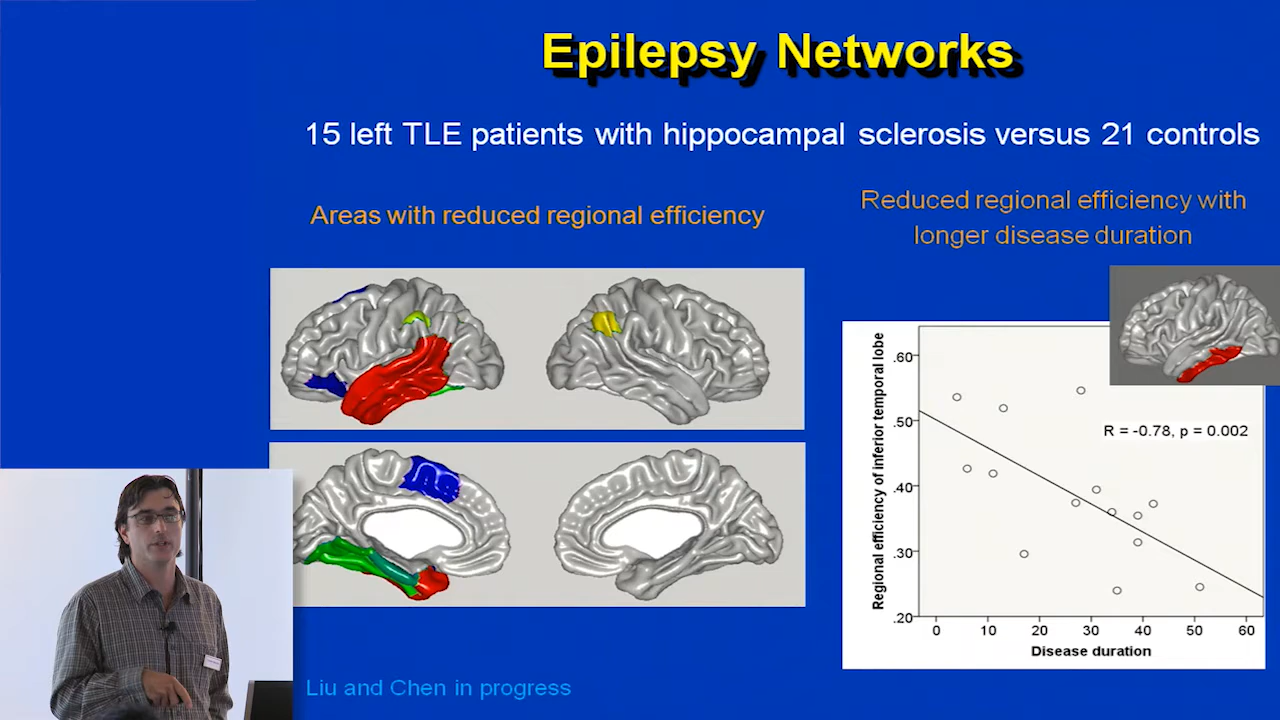 Epilepsy Networks
15 left TLE patients with hippocampal sclerosis versus 21 controls
Areas with reduced regional efficiency
Reduced regional efficiency with
longer disease duration
Regional efficiency of inferior temporal lobe
.60
.50
.40
.30
.20
R = -0.78, p = 0.002
0 10 20 30 40 50 60
Disease duration
Liu and Chen in progress